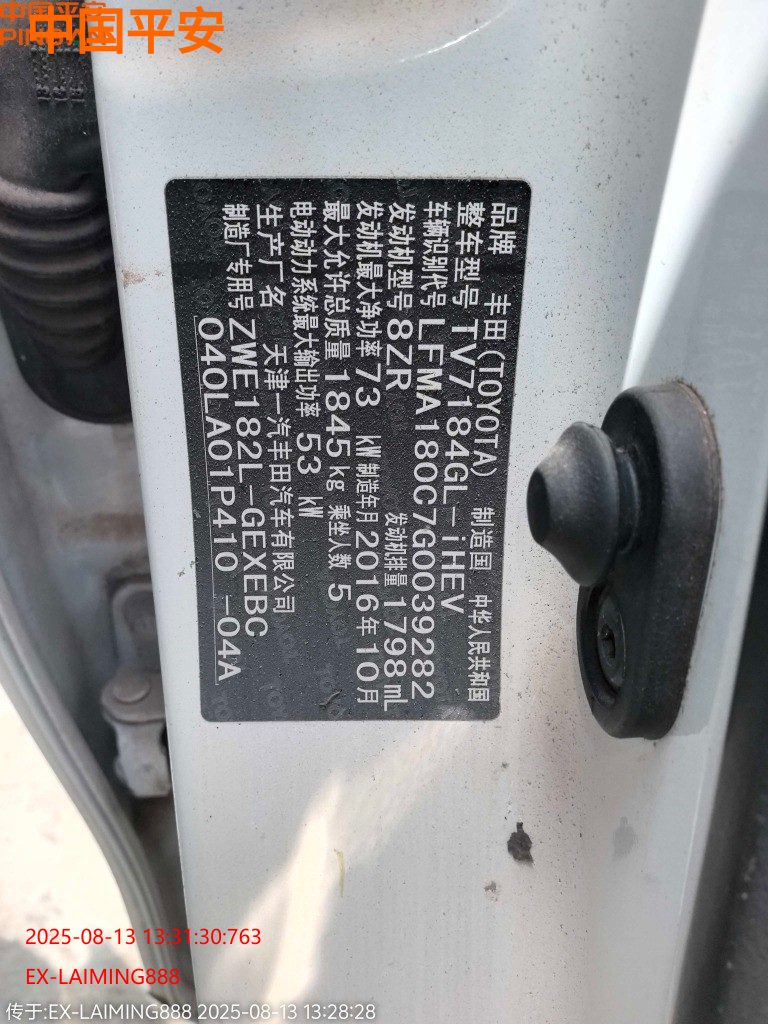 中国平安
中国平安
品牌 丰田(TOYOTA) 制造国 中华人民共和国
整车型号 TV7184GL-iHEV
车辆识别代号 LFMA180C7G0039282
发动机型号 8ZR 发动机排量 1798 mL
发动机最大净功率 73 kW 制造年月 2016年10月
最大允许总质量 1845 kg 乘坐人数 5
电动动力系统最大输出功率 53 kW
生产厂名 天津一汽丰田汽车有限公司
制造厂专用号 ZWE182L-GEXEBC
040LA01P410 -04A
2025-08-13 13:31:30:763
EX-LAIMING888
传于:EX-LAIMING888 2025-08-13 13:28:28